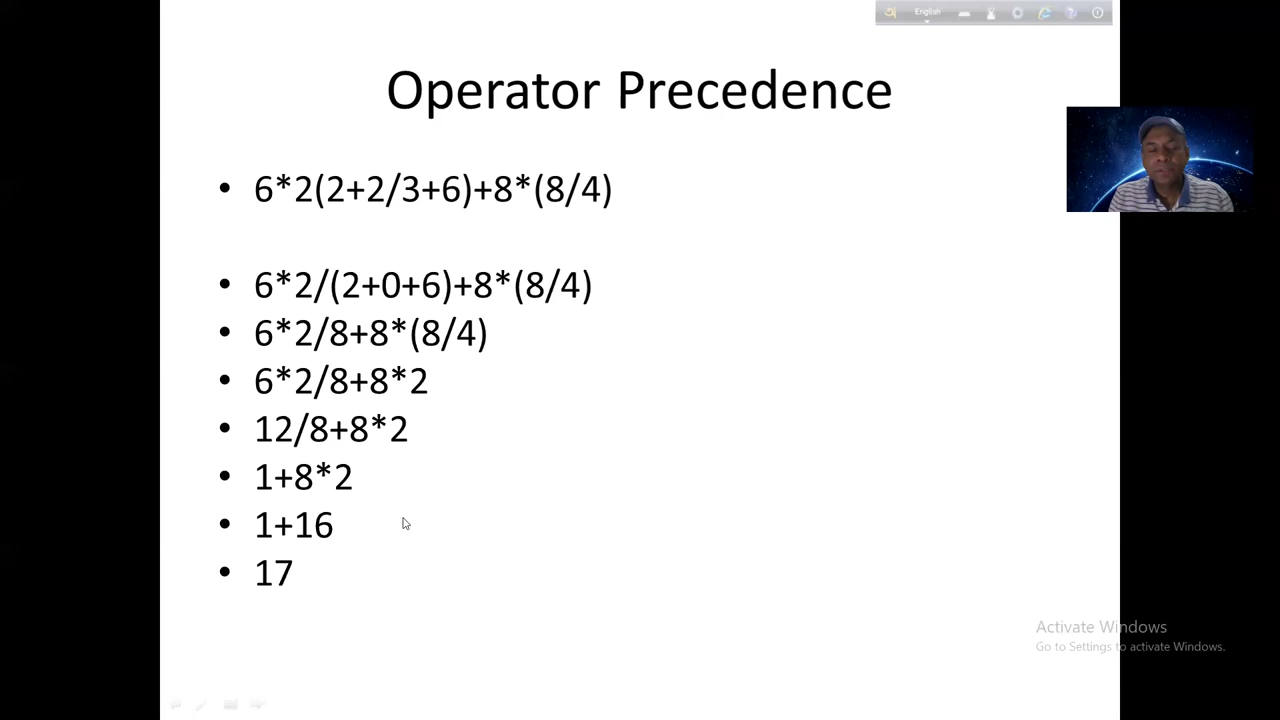 English
Operator Precedence
• 6*2(2+2/3+6)+8*(8/4)
• 6*2/(2+0+6)+8*(8/4)
• 6*2/8+8*(8/4)
• 6*2/8+8*2
• 12/8+8*2
• 1+8*2
• 1+16
• 17
Activate Windows
Go to Settings to activate Windows.